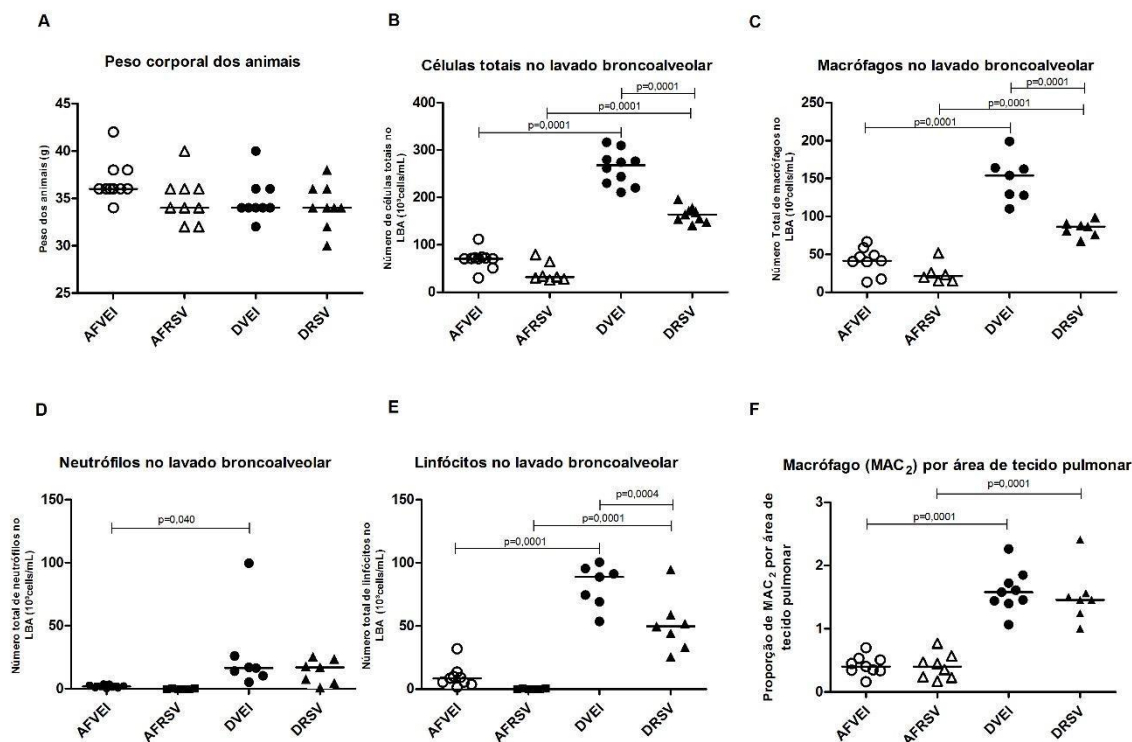 A
Peso corporal dos animais
Peso dos animais (g)
45
40
35
30
25
AFVEI
AFRSV
DVEI
DRSV
B
Células totais no lavado broncoalveolar
p=0,0001
p=0,0001
p=0,0001
Número de células totais no
LBA (10³cells/mL)
400
300
200
100
0
AFVEI
AFRSV
DVEI
DRSV
C
Macrófagos no lavado broncoalveolar
p=0,0001
p=0,0001
p=0,0001
Número Total de macrófagos no
LBA (10³cells/mL)
250
200
150
100
50
0
AFVEI
AFRSV
DVEI
DRSV
D
Neutrófilos no lavado broncoalveolar
p=0,040
Número total de neutrófilos no
LBA (10³cells/mL)
150
100
50
0
AFVEI
AFRSV
DVEI
DRSV
E
Linfócitos no lavado broncoalveolar
p=0,0004
p=0,0001
p=0,0001
Número total de linfócitos no
LBA (10³cells/mL)
150
100
50
0
AFVEI
AFRSV
DVEI
DRSV
F
Macrófago (MAC₂) por área de tecido pulmonar
p=0,0001
p=0,0001
Proporção de MAC₂ por área de
tecido pulmonar
3
2
1
0
AFVEI
AFRSV
DVEI
DRSV